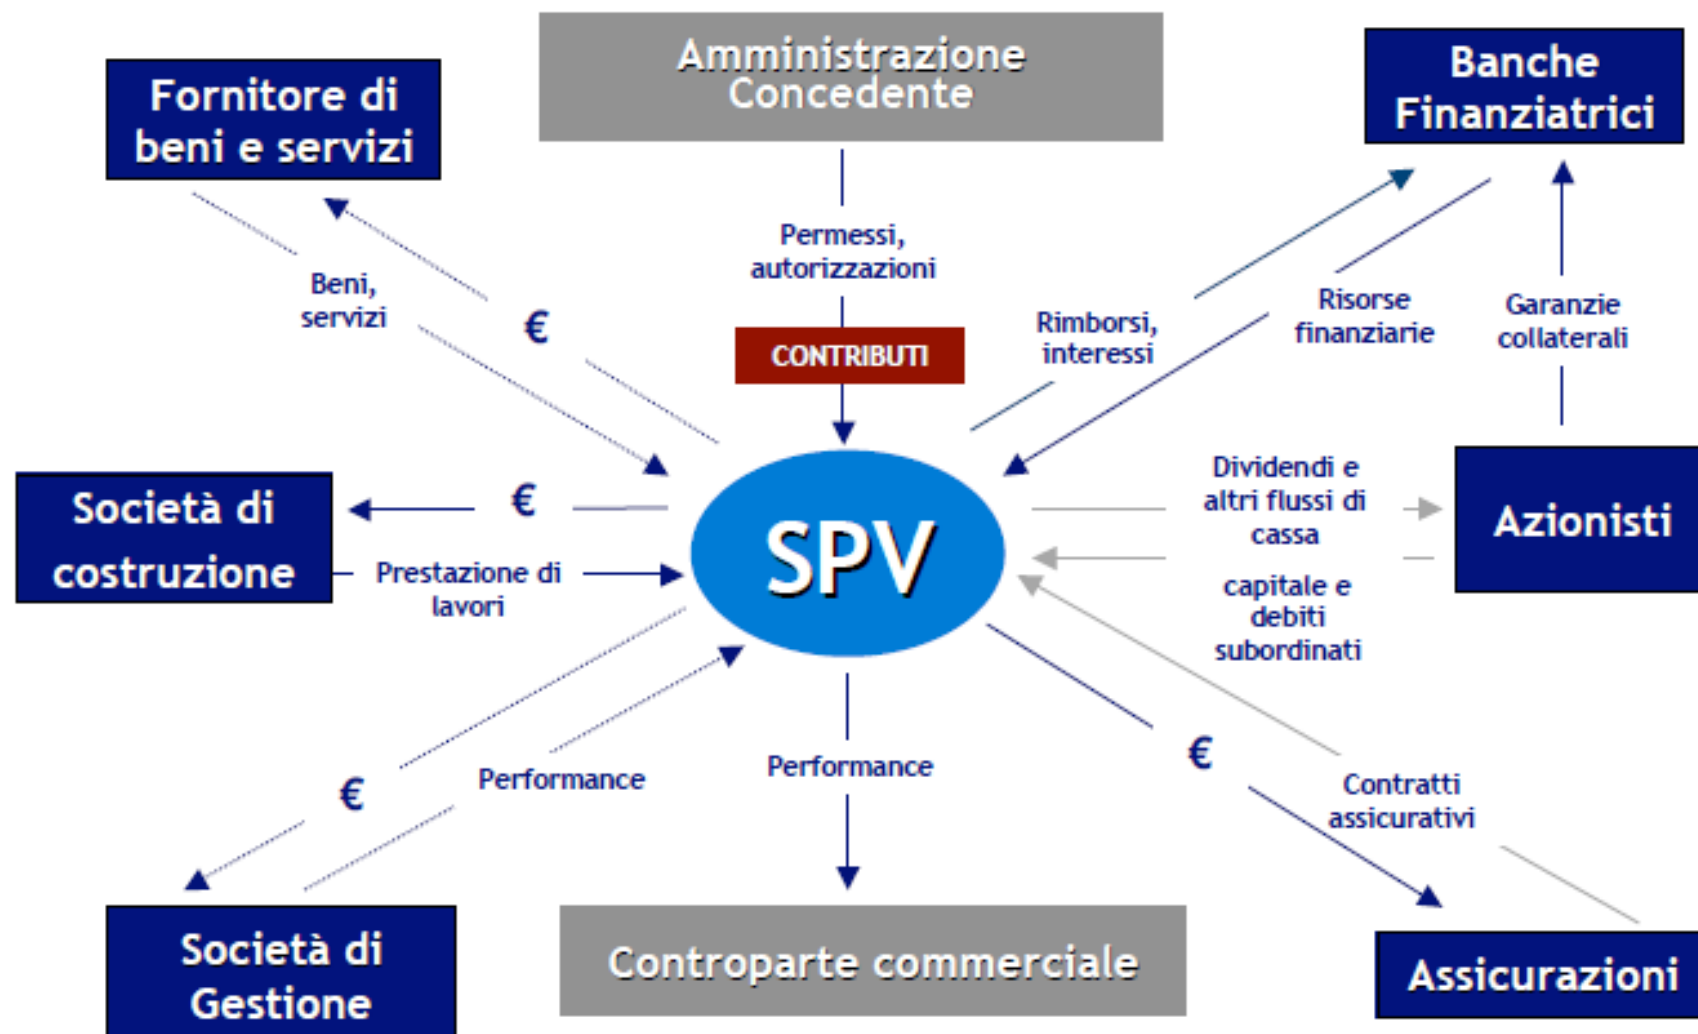 Amministrazione
Concedente
Fornitore di
beni e servizi
Banche
Finanziatrici
Permessi,
autorizzazioni
Beni,
servizi
€
CONTRIBUTI
Rimborsi,
interessi
Risorse
finanziarie
Garanzie
collaterali
Società di
costruzione
€
Prestazione di
lavori
SPV
Dividendi e
altri flussi di
cassa
capitale e
debiti
subordinati
Azionisti
€
Performance
Performance
€
Contratti
assicurativi
Società di
Gestione
Controparte commerciale
Assicurazioni